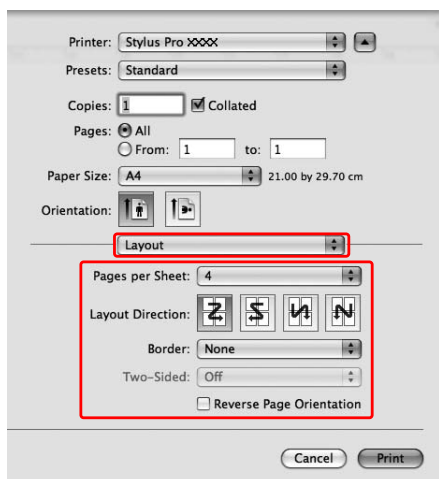 Printer: Stylus Pro XXXX
Presets: Standard
Copies: 1 Collated
Pages: All
From: 1 to: 1
Paper Size: A4 21.00 by 29.70 cm
Orientation:
Layout
Pages per Sheet: 4
Layout Direction:
Border: None
Two-Sided: Off
Reverse Page Orientation
Cancel Print